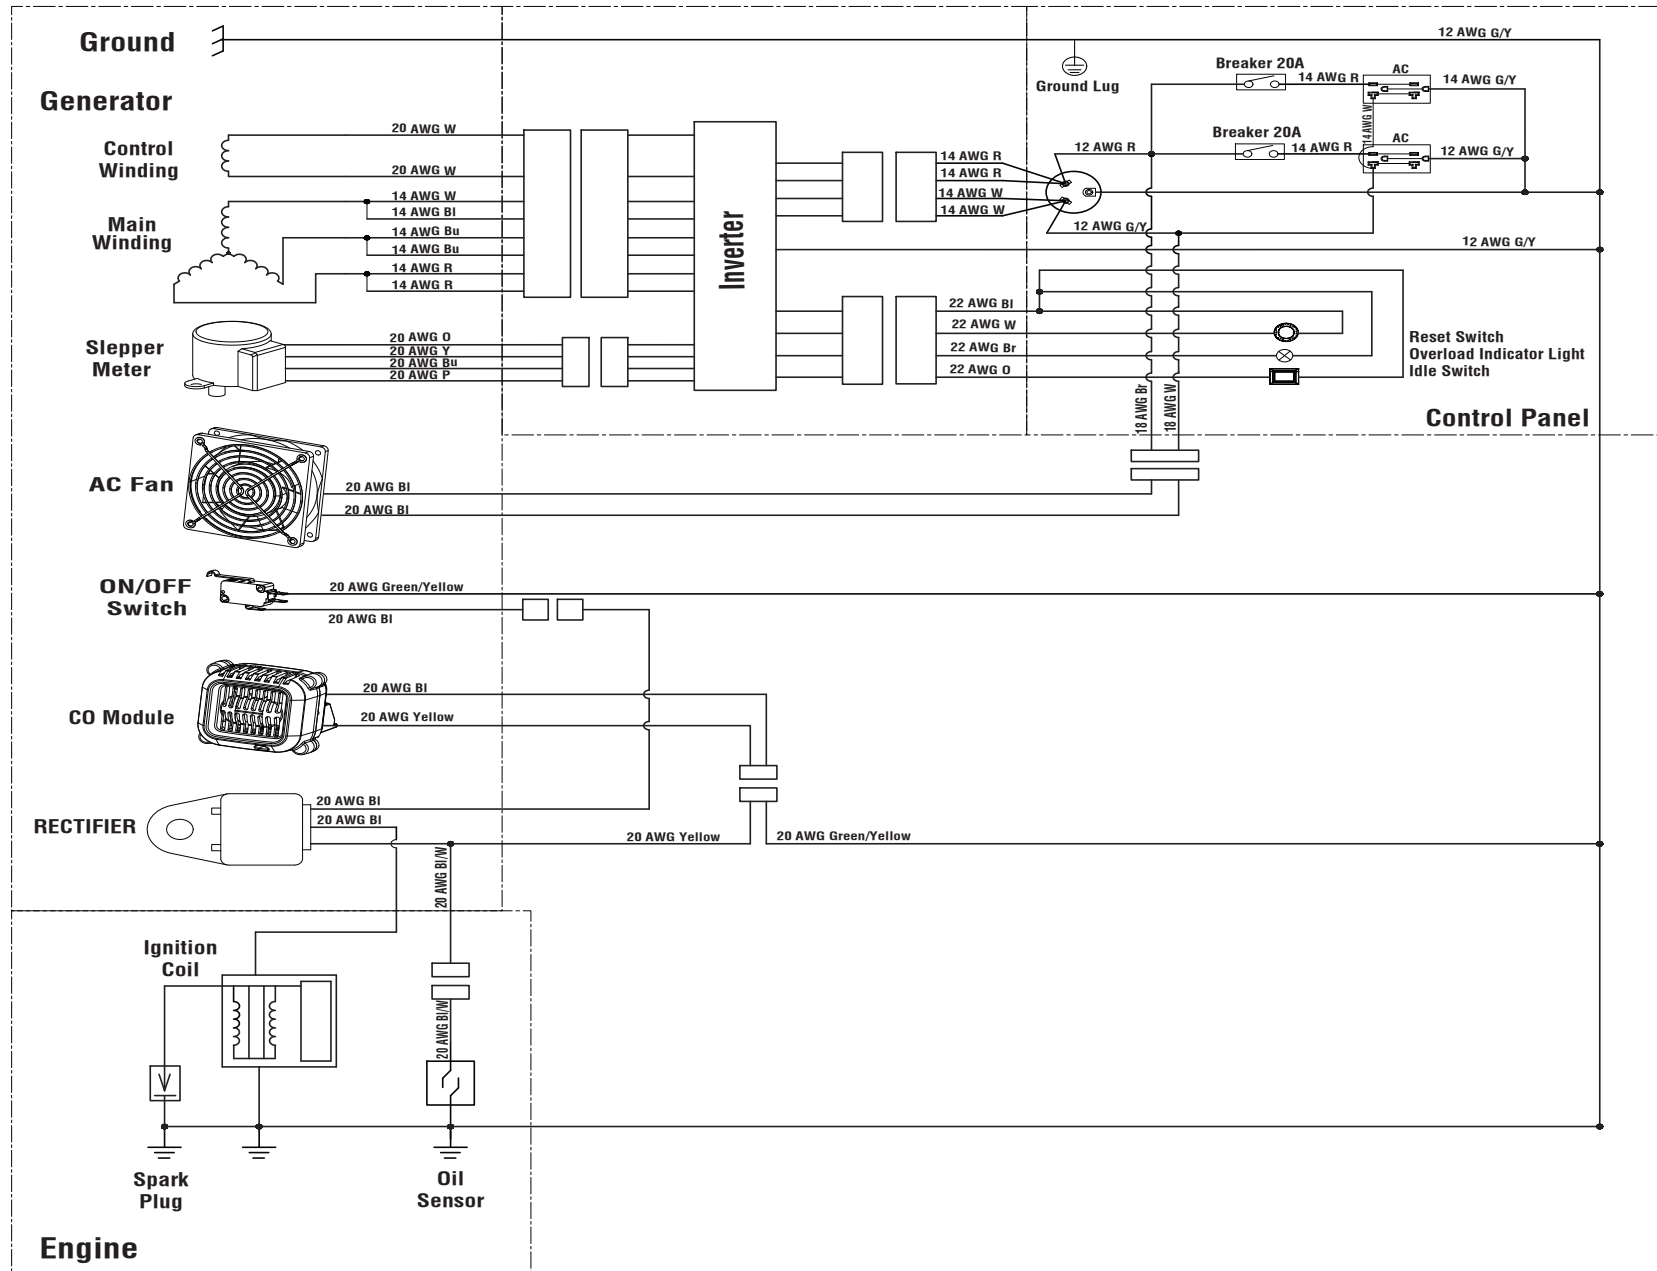 Ground
12 AWG G/Y
Ground Lug
Breaker 20A
14 AWG R
AC
14 AWG G/Y
Generator
Control
Winding
20 AWG W
20 AWG W
14 AWG W
Breaker 20A
14 AWG R
AC
12 AWG G/Y
12 AWG R
14 AWG R
14 AWG R
14 AWG W
14 AWG W
12 AWG G/Y
12 AWG G/Y
Main
Winding
14 AWG W
14 AWG Bl
14 AWG Bu
14 AWG Bu
14 AWG R
14 AWG R
Inverter
Slepper
Meter
20 AWG O
20 AWG Y
20 AWG Bu
20 AWG P
22 AWG Bl
22 AWG W
22 AWG Br
22 AWG O
Reset Switch
Overload Indicator Light
Idle Switch
18 AWG Br
18 AWG W
Control Panel
AC Fan
20 AWG Bl
20 AWG Bl
ON/OFF
Switch
20 AWG Green/Yellow
20 AWG Bl
CO Module
20 AWG Bl
20 AWG Yellow
RECTIFIER
20 AWG Bl
20 AWG Bl
20 AWG Yellow
20 AWG Green/Yellow
20 AWG Bl/W
Ignition
Coil
20 AWG Bl/W
Spark
Plug
Oil
Sensor
Engine